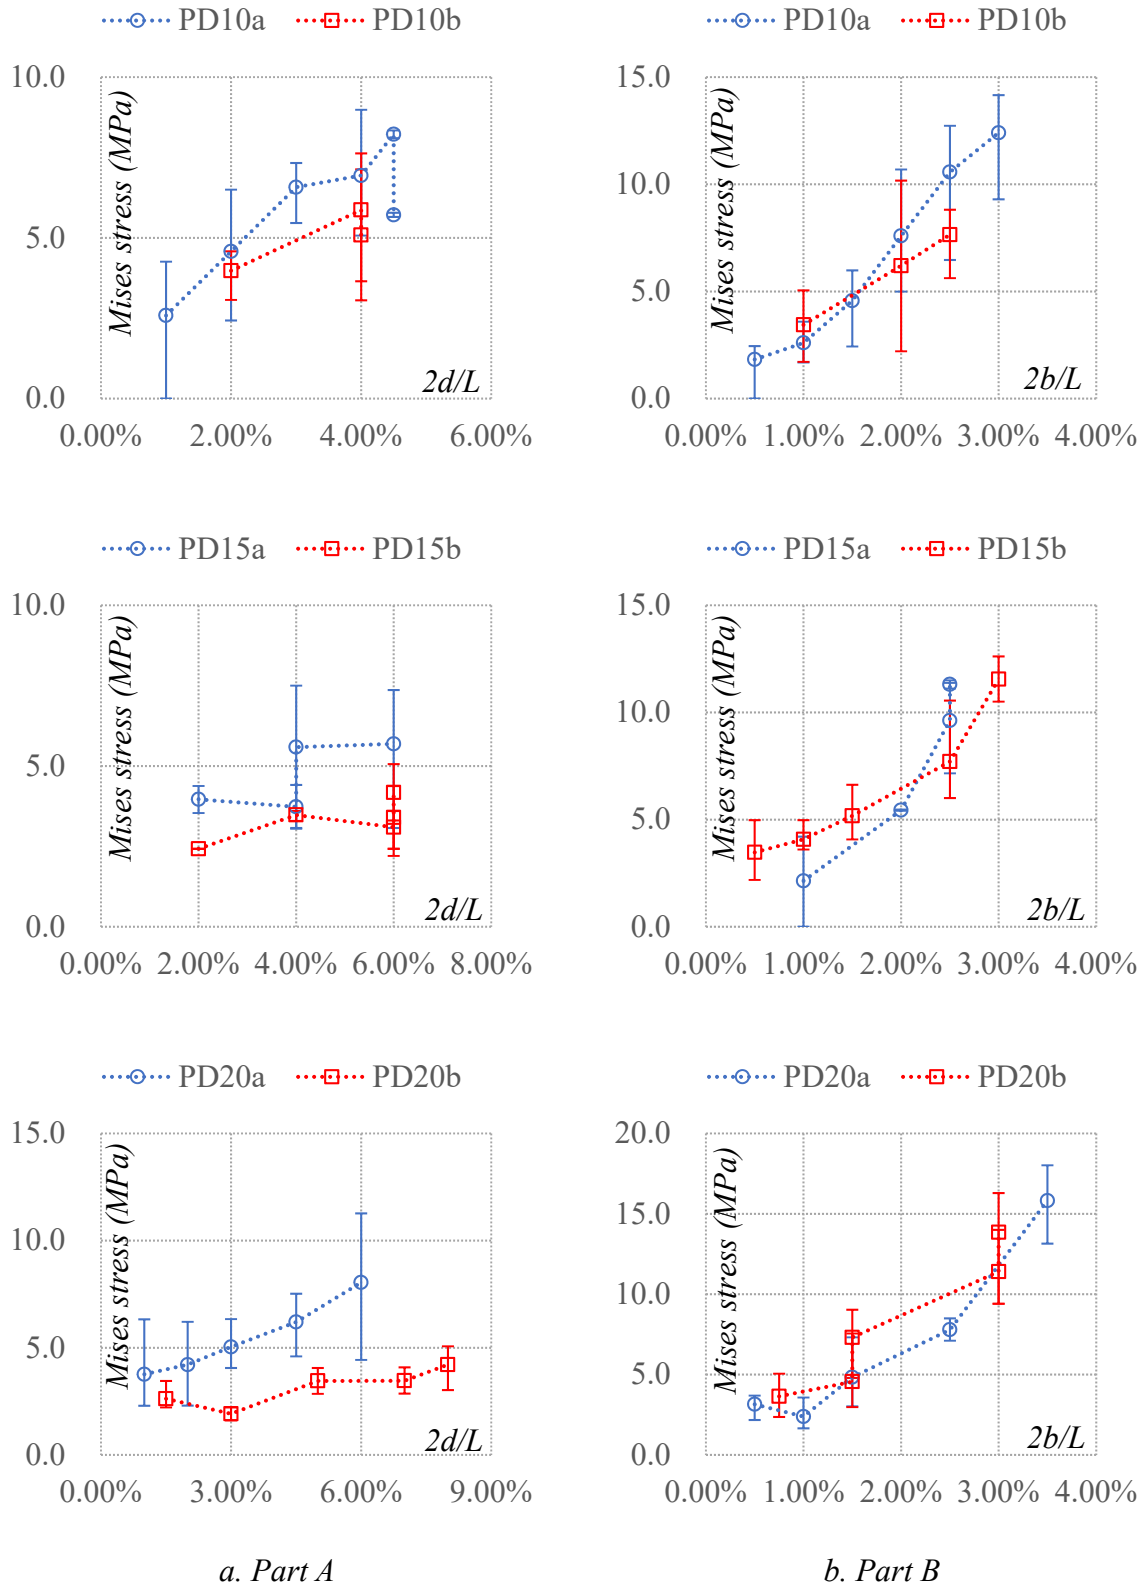 PD10a PD10b
10.0
5.0
0.0
Mises stress (MPa)
2d/L
0.00% 2.00% 4.00% 6.00%
PD10a PD10b
15.0
10.0
5.0
0.0
Mises stress (MPa)
2b/L
0.00% 1.00% 2.00% 3.00% 4.00%
PD15a PD15b
10.0
5.0
0.0
Mises stress (MPa)
2d/L
0.00% 2.00% 4.00% 6.00% 8.00%
PD15a PD15b
15.0
10.0
5.0
0.0
Mises stress (MPa)
2b/L
0.00% 1.00% 2.00% 3.00% 4.00%
PD20a PD20b
15.0
10.0
5.0
0.0
Mises stress (MPa)
2d/L
0.00% 3.00% 6.00% 9.00%
PD20a PD20b
20.0
15.0
10.0
5.0
0.0
Mises stress (MPa)
2b/L
0.00% 1.00% 2.00% 3.00% 4.00%
a. Part A
b. Part B